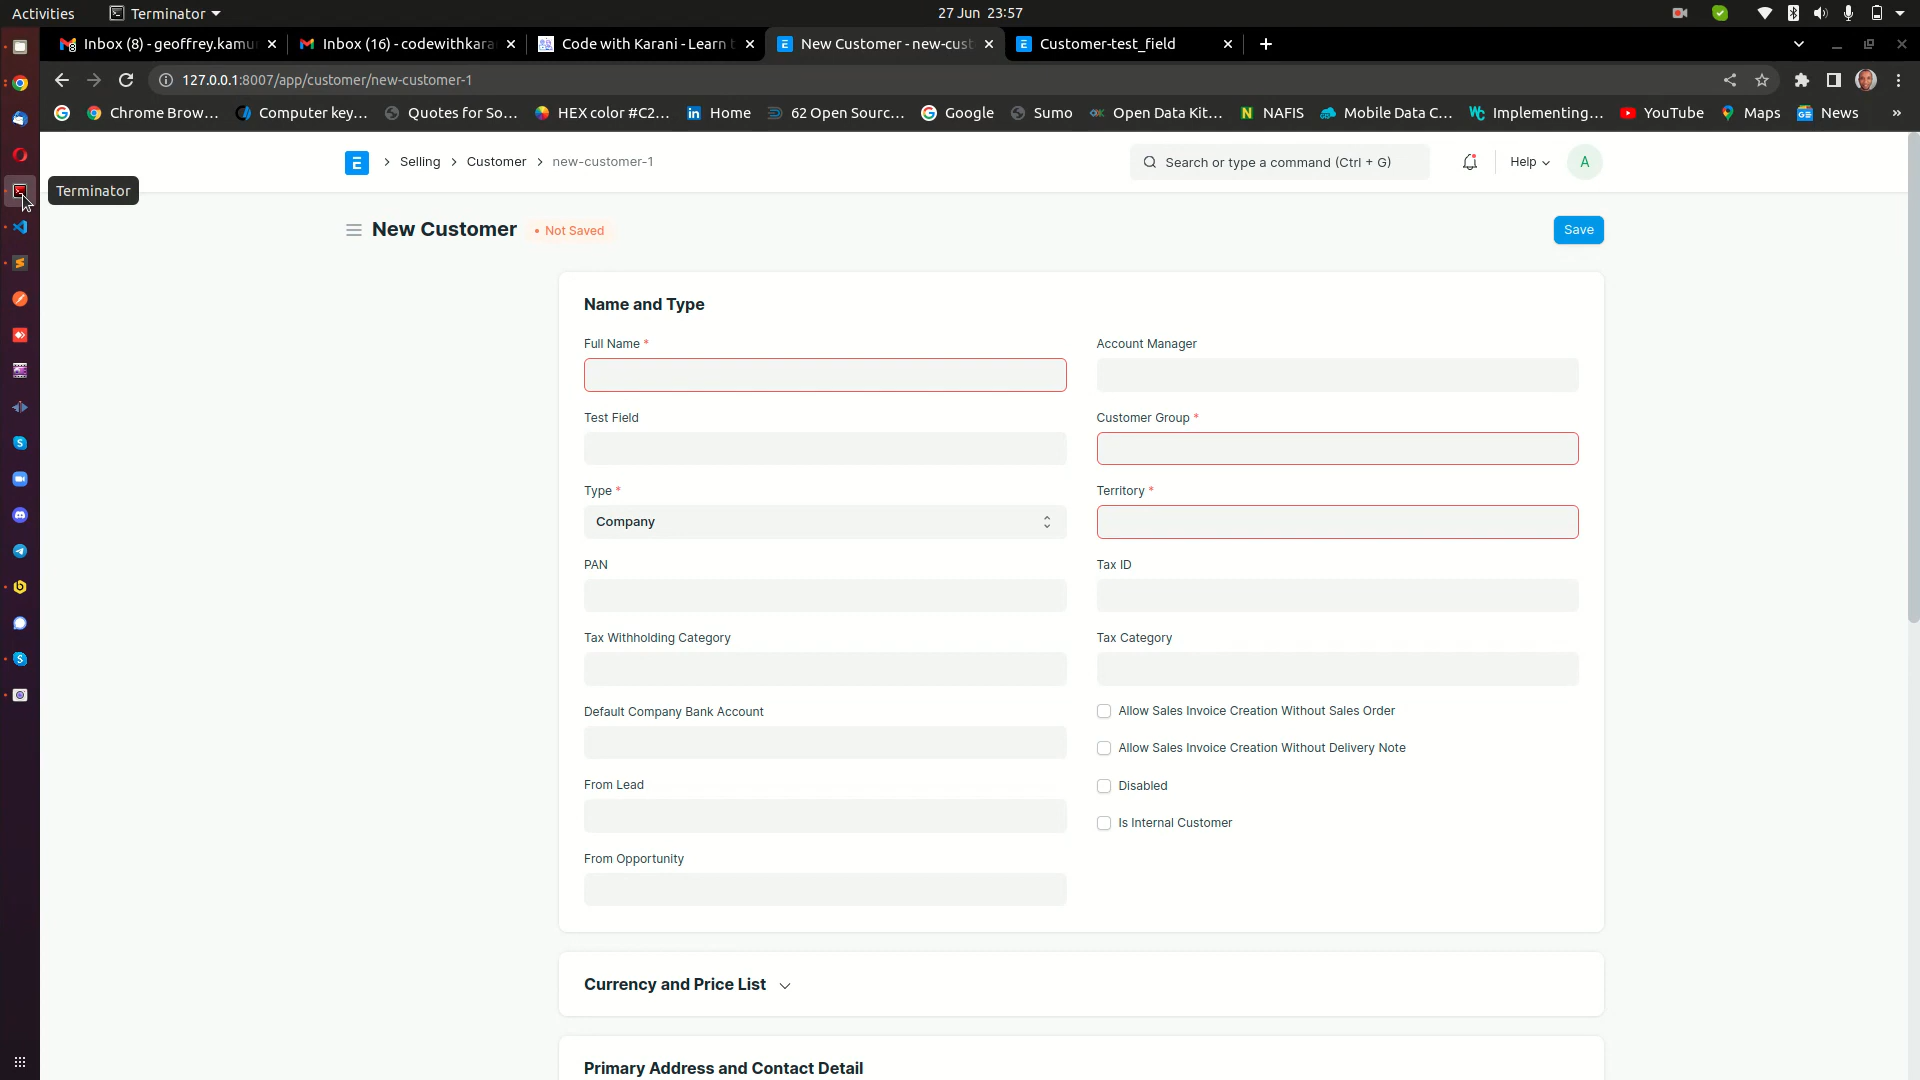 Activities
Terminator
27 Jun 23:57
Inbox (8) - geoffrey.kamu
Inbox (16) - codewithkara
Code with Karani - Learn t
New Customer - new-cust
Customer-test_field
127.0.0.1:8007/app/customer/new-customer-1
Chrome Brow...
Computer key...
Quotes for So...
HEX color #C2...
Home
62 Open Sourc...
Google
Sumo
Open Data Kit...
NAFIS
Mobile Data C...
Implementing...
YouTube
Maps
News
»
E
Selling
Customer
new-customer-1
Search or type a command (Ctrl + G)
Help
A
Terminator
New Customer
• Not Saved
Save
Name and Type
Full Name *
Account Manager
Test Field
Customer Group *
Type *
Company
Territory *
PAN
Tax ID
Tax Withholding Category
Tax Category
Default Company Bank Account
Allow Sales Invoice Creation Without Sales Order
Allow Sales Invoice Creation Without Delivery Note
From Lead
Disabled
Is Internal Customer
From Opportunity
Currency and Price List
Primary Address and Contact Detail